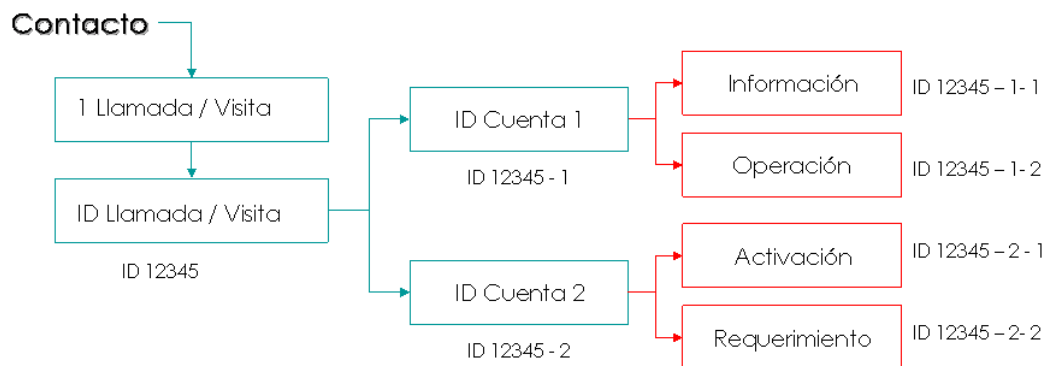 Contacto
1 Llamada / Visita
ID Llamada / Visita
ID 12345
ID Cuenta 1
ID 12345 - 1
Información
ID 12345 – 1- 1
Operación
ID 12345 – 1- 2
ID Cuenta 2
ID 12345 - 2
Activación
ID 12345 – 2 - 1
Requerimiento
ID 12345 – 2- 2